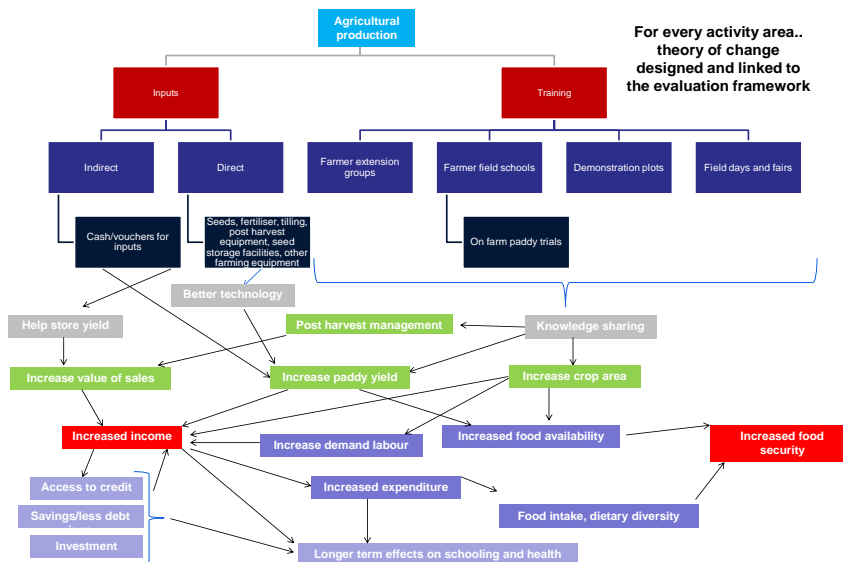 Agricultural
production
For every activity area..
theory of change
designed and linked to
the evaluation framework
Inputs
Training
Indirect
Direct
Farmer extension
groups
Farmer field schools
Demonstration plots
Field days and fairs
Cash/vouchers for
inputs
Seeds, fertiliser, tilling,
post harvest
equipment, seed
storage facilities, other
farming equipment
On farm paddy trials
Better technology
Help store yield
Post harvest management
Knowledge sharing
Increase value of sales
Increase paddy yield
Increase crop area
Increased income
Increase demand labour
Increased food availability
Increased food
security
Access to credit
Increased expenditure
Savings/less debt
Food intake, dietary diversity
Investment
Longer term effects on schooling and health